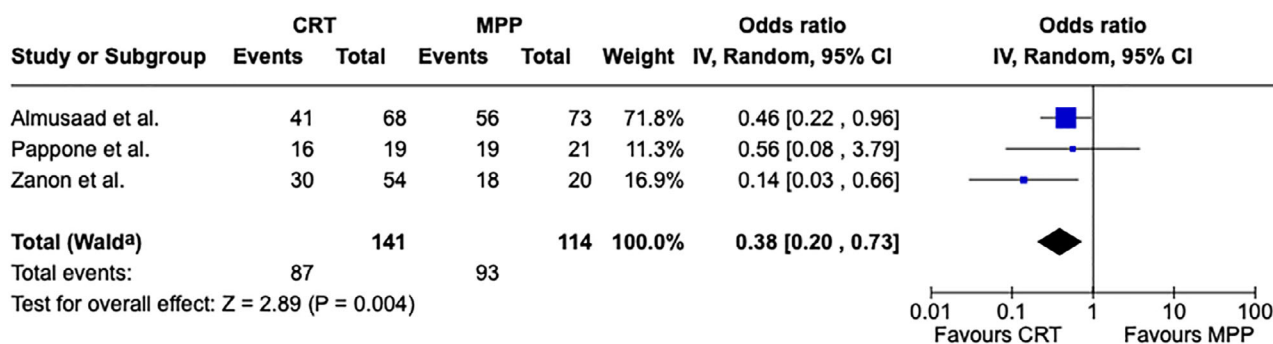 CRT MPP Odds ratio Odds ratio
Study or Subgroup Events Total Events Total Weight IV, Random, 95% CI IV, Random, 95% CI
Almusaad et al. 41 68 56 73 71.8% 0.46 [0.22 , 0.96]
Pappone et al. 16 19 19 21 11.3% 0.56 [0.08 , 3.79]
Zanon et al. 30 54 18 20 16.9% 0.14 [0.03 , 0.66]
Total (Waldª) 141 114 100.0% 0.38 [0.20 , 0.73]
Total events: 87 93
Test for overall effect: Z = 2.89 (P = 0.004)
0.01 0.1 1 10 100
Favours CRT Favours MPP